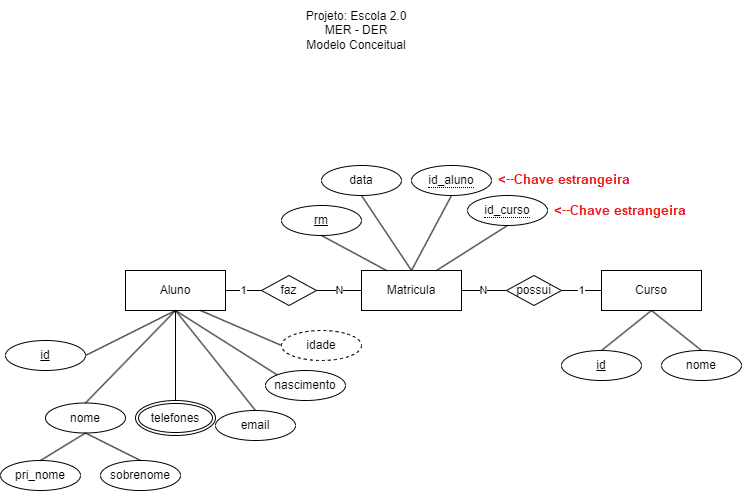 Projeto: Escola 2.0
MER - DER
Modelo Conceitual
data
id_aluno
<--Chave estrangeira
rm
id_curso
<--Chave estrangeira
Aluno
1
faz
N
Matricula
N
possui
1
Curso
id
idade
nascimento
id
nome
nome
telefones
email
pri_nome
sobrenome